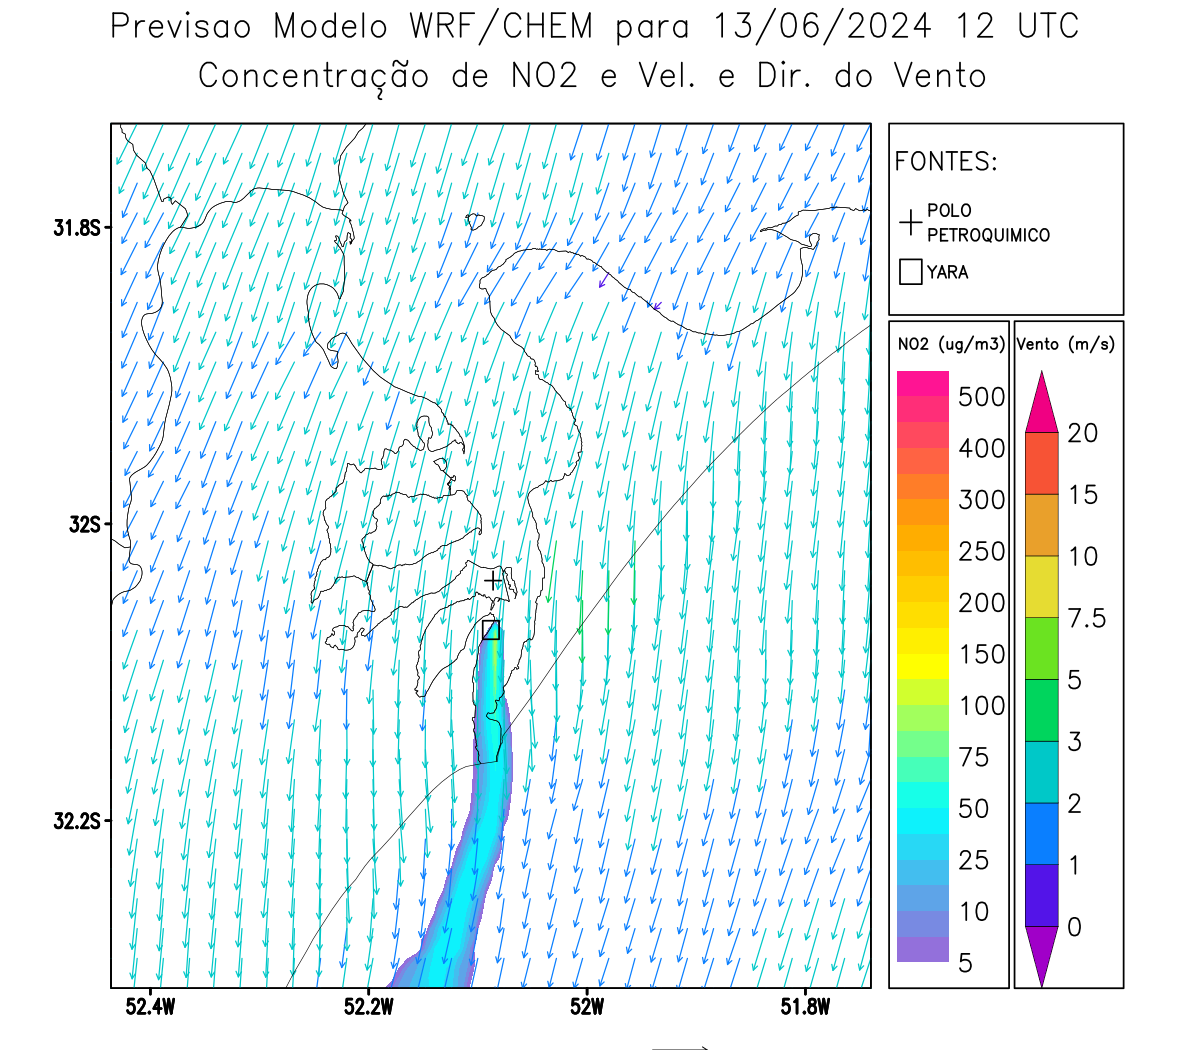 Previsao Modelo WRF/CHEM para 13/06/2024 12 UTC
Concentração de NO2 e Vel. e Dir. do Vento
FONTES:
POLO
PETROQUIMICO
YARA
NO2 (ug/m3)
500
400
300
250
200
150
100
75
50
25
10
5
Vento (m/s)
20
15
10
7.5
5
3
2
1
0
31.8S
32S
32.2S
52.4W
52.2W
52W
51.8W